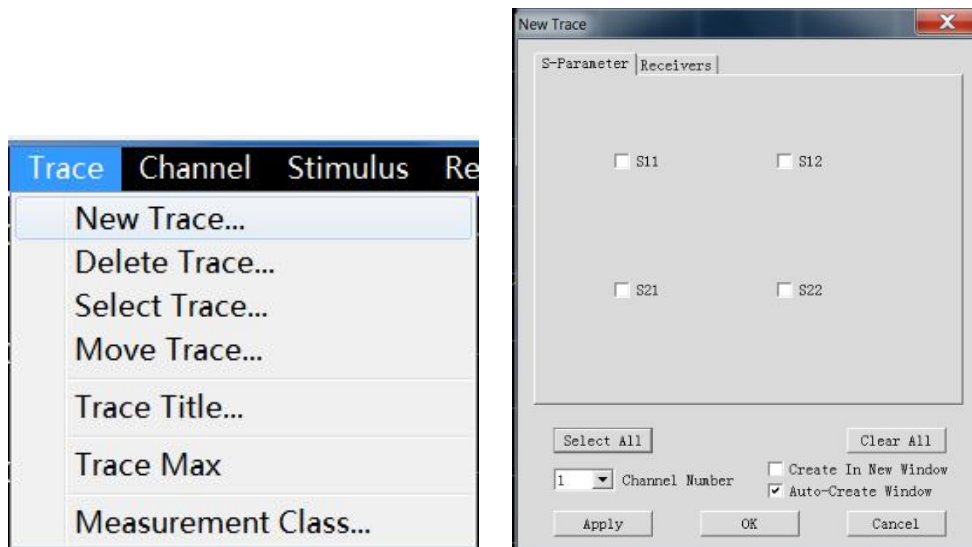 Trace Channel Stimulus Re
New Trace...
Delete Trace...
Select Trace...
Move Trace...
Trace Title...
Trace Max
Measurement Class...
New Trace
S-Parameter Receivers
S11 S12
S21 S22
Select All Clear All
1 Channel Number
Create In New Window
Auto-Create Window
Apply OK Cancel